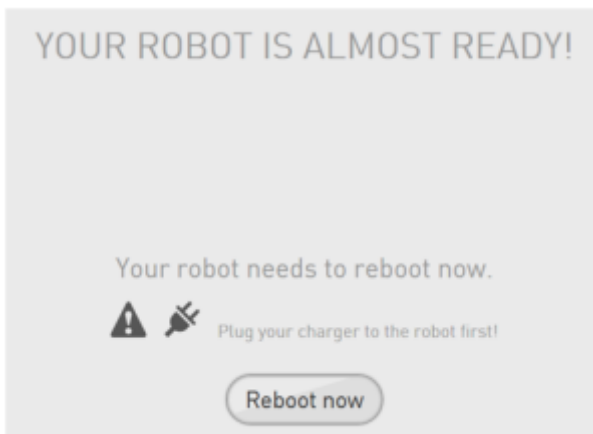 YOUR ROBOT IS ALMOST READY!
Your robot needs to reboot now.
Plug your charger to the robot first!
Reboot now